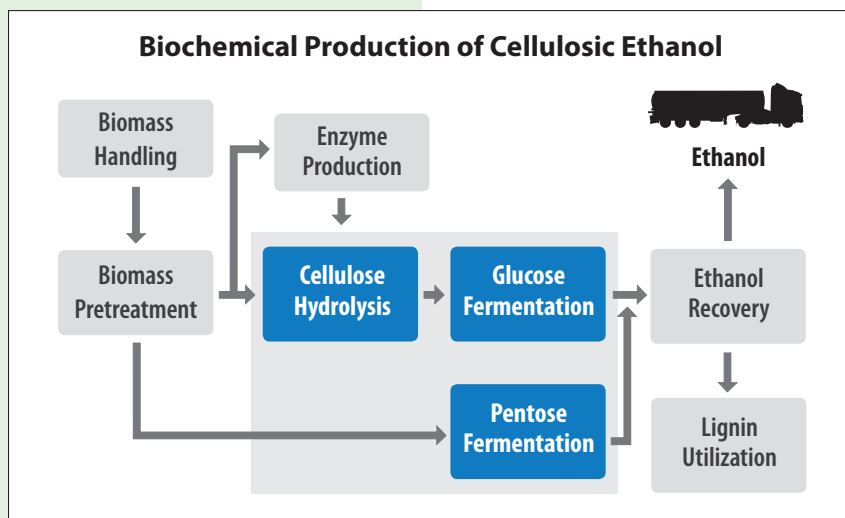 Biochemical Production of Cellulosic Ethanol
Biomass
Handling
Enzyme
Production
Ethanol
Biomass
Pretreatment
Cellulose
Hydrolysis
Glucose
Fermentation
Ethanol
Recovery
Pentose
Fermentation
Lignin
Utilization